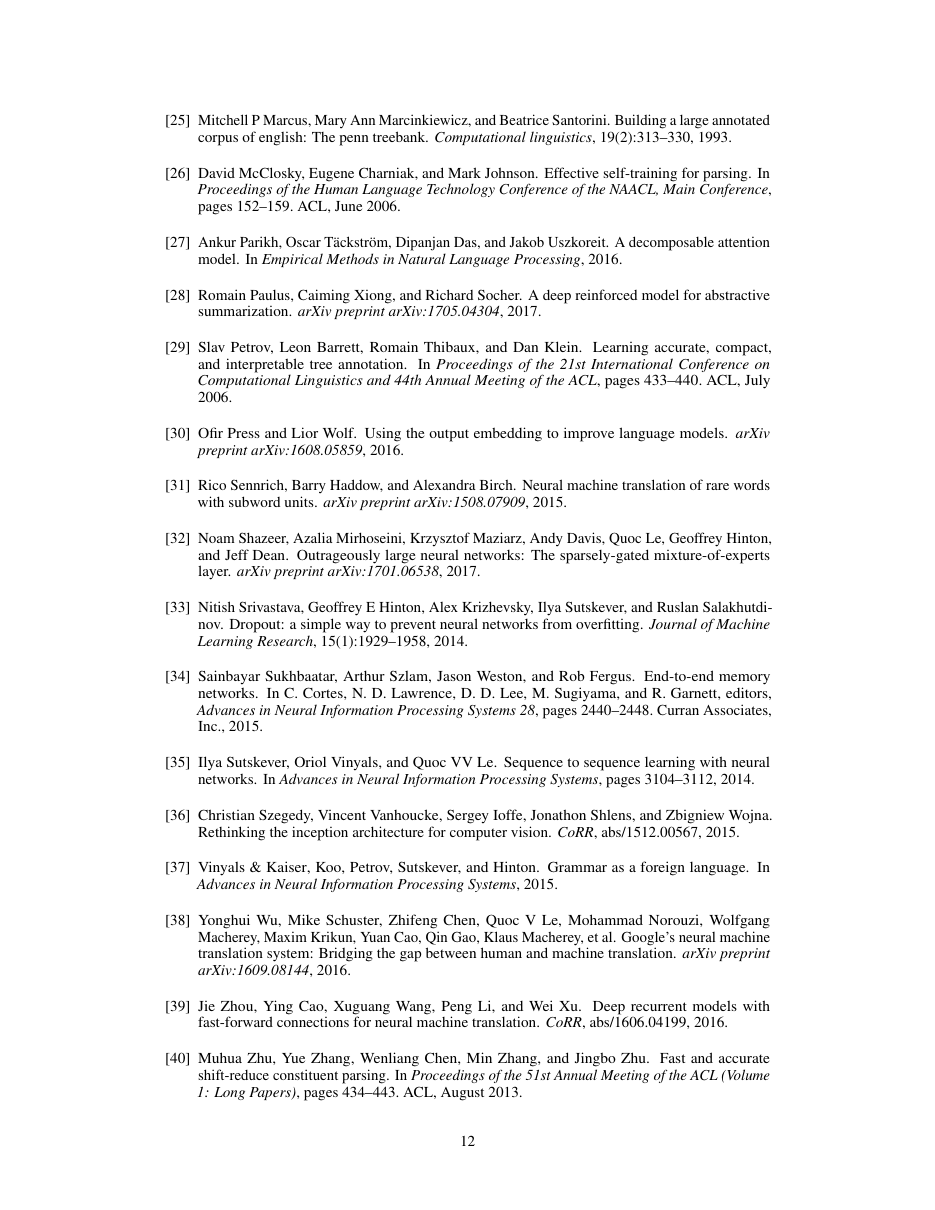 [25] Mitchell P Marcus, Mary Ann Marcinkiewicz, and Beatrice Santorini. Building a large annotated
corpus of english: The penn treebank. Computational linguistics, 19(2):313–330, 1993.
[26] David McClosky, Eugene Charniak, and Mark Johnson. Effective self-training for parsing. In
Proceedings of the Human Language Technology Conference of the NAACL, Main Conference,
pages 152–159. ACL, June 2006.
[27] Ankur Parikh, Oscar Täckström, Dipanjan Das, and Jakob Uszkoreit. A decomposable attention
model. In Empirical Methods in Natural Language Processing, 2016.
[28] Romain Paulus, Caiming Xiong, and Richard Socher. A deep reinforced model for abstractive
summarization. arXiv preprint arXiv:1705.04304, 2017.
[29] Slav Petrov, Leon Barrett, Romain Thibaux, and Dan Klein. Learning accurate, compact,
and interpretable tree annotation. In Proceedings of the 21st International Conference on
Computational Linguistics and 44th Annual Meeting of the ACL, pages 433–440. ACL, July
2006.
[30] Ofir Press and Lior Wolf. Using the output embedding to improve language models. arXiv
preprint arXiv:1608.05859, 2016.
[31] Rico Sennrich, Barry Haddow, and Alexandra Birch. Neural machine translation of rare words
with subword units. arXiv preprint arXiv:1508.07909, 2015.
[32] Noam Shazeer, Azalia Mirhoseini, Krzysztof Maziarz, Andy Davis, Quoc Le, Geoffrey Hinton,
and Jeff Dean. Outrageously large neural networks: The sparsely-gated mixture-of-experts
layer. arXiv preprint arXiv:1701.06538, 2017.
[33] Nitish Srivastava, Geoffrey E Hinton, Alex Krizhevsky, Ilya Sutskever, and Ruslan Salakhutdi-
nov. Dropout: a simple way to prevent neural networks from overfitting. Journal of Machine
Learning Research, 15(1):1929–1958, 2014.
[34] Sainbayar Sukhbaatar, Arthur Szlam, Jason Weston, and Rob Fergus. End-to-end memory
networks. In C. Cortes, N. D. Lawrence, D. D. Lee, M. Sugiyama, and R. Garnett, editors,
Advances in Neural Information Processing Systems 28, pages 2440–2448. Curran Associates,
Inc., 2015.
[35] Ilya Sutskever, Oriol Vinyals, and Quoc VV Le. Sequence to sequence learning with neural
networks. In Advances in Neural Information Processing Systems, pages 3104–3112, 2014.
[36] Christian Szegedy, Vincent Vanhoucke, Sergey Ioffe, Jonathon Shlens, and Zbigniew Wojna.
Rethinking the inception architecture for computer vision. CoRR, abs/1512.00567, 2015.
[37] Vinyals & Kaiser, Koo, Petrov, Sutskever, and Hinton. Grammar as a foreign language. In
Advances in Neural Information Processing Systems, 2015.
[38] Yonghui Wu, Mike Schuster, Zhifeng Chen, Quoc V Le, Mohammad Norouzi, Wolfgang
Macherey, Maxim Krikun, Yuan Cao, Qin Gao, Klaus Macherey, et al. Google's neural machine
translation system: Bridging the gap between human and machine translation. arXiv preprint
arXiv:1609.08144, 2016.
[39] Jie Zhou, Ying Cao, Xuguang Wang, Peng Li, and Wei Xu. Deep recurrent models with
fast-forward connections for neural machine translation. CoRR, abs/1606.04199, 2016.
[40] Muhua Zhu, Yue Zhang, Wenliang Chen, Min Zhang, and Jingbo Zhu. Fast and accurate
shift-reduce constituent parsing. In Proceedings of the 51st Annual Meeting of the ACL (Volume
1: Long Papers), pages 434–443. ACL, August 2013.
12